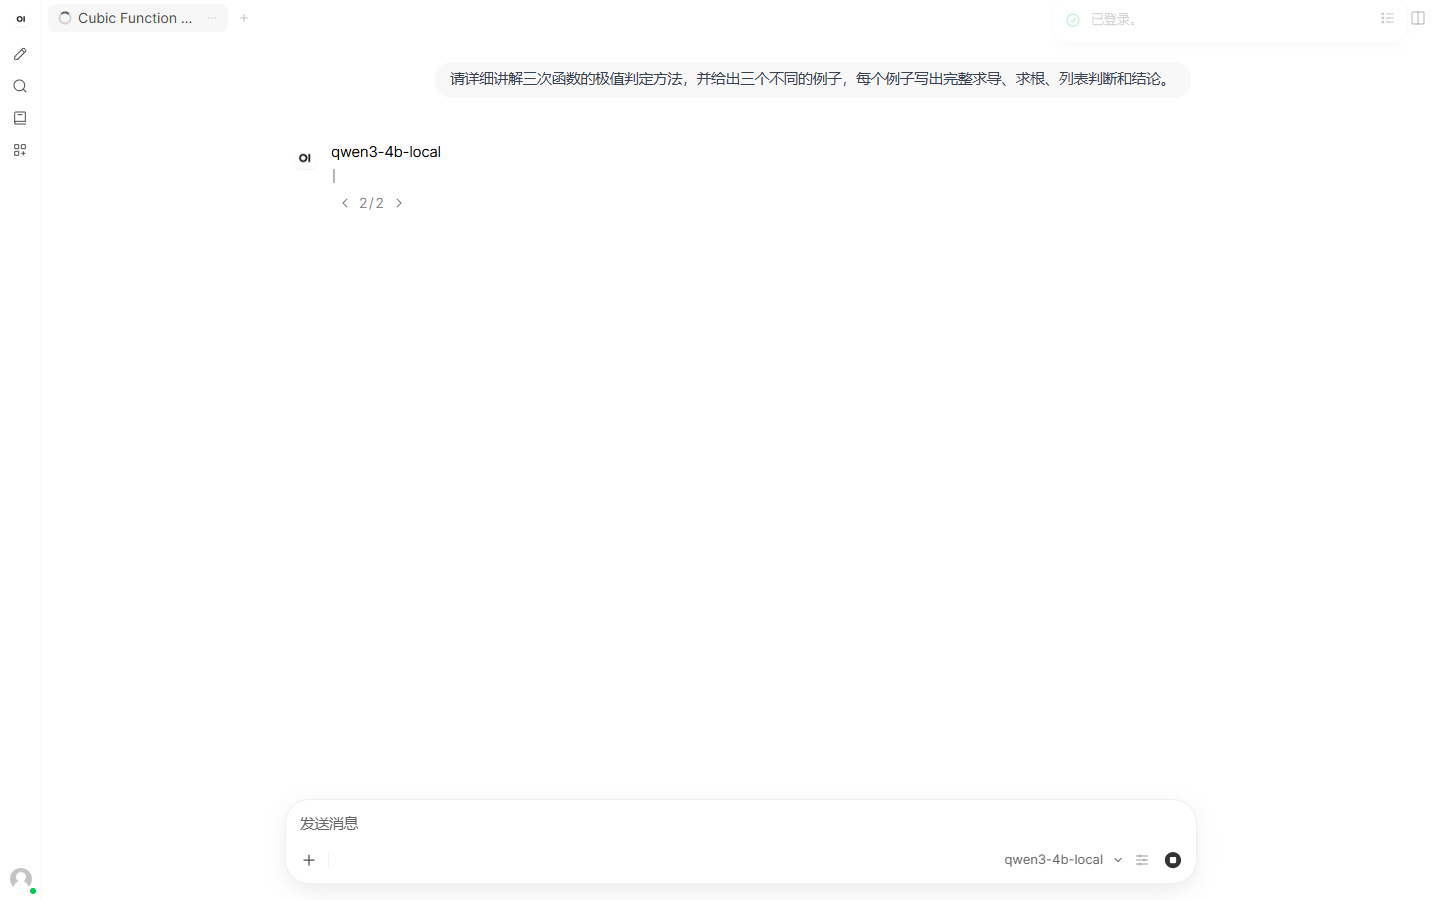 OI
Cubic Function ...
已登录。
请详细讲解三次函数的极值判定方法，并给出三个不同的例子，每个例子写出完整求导、求根、列表判断和结论。
OI
qwen3-4b-local
2/2
发送消息
qwen3-4b-local